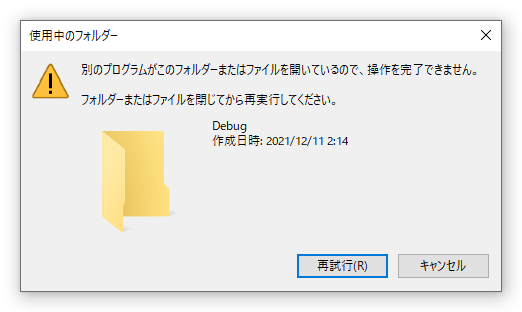 使用中のフォルダー
別のプログラムがこのフォルダーまたはファイルを開いているので、操作を完了できません。
フォルダーまたはファイルを閉じてから再実行してください。
Debug
作成日時: 2021/12/11 2:14
再試行(R)
キャンセル